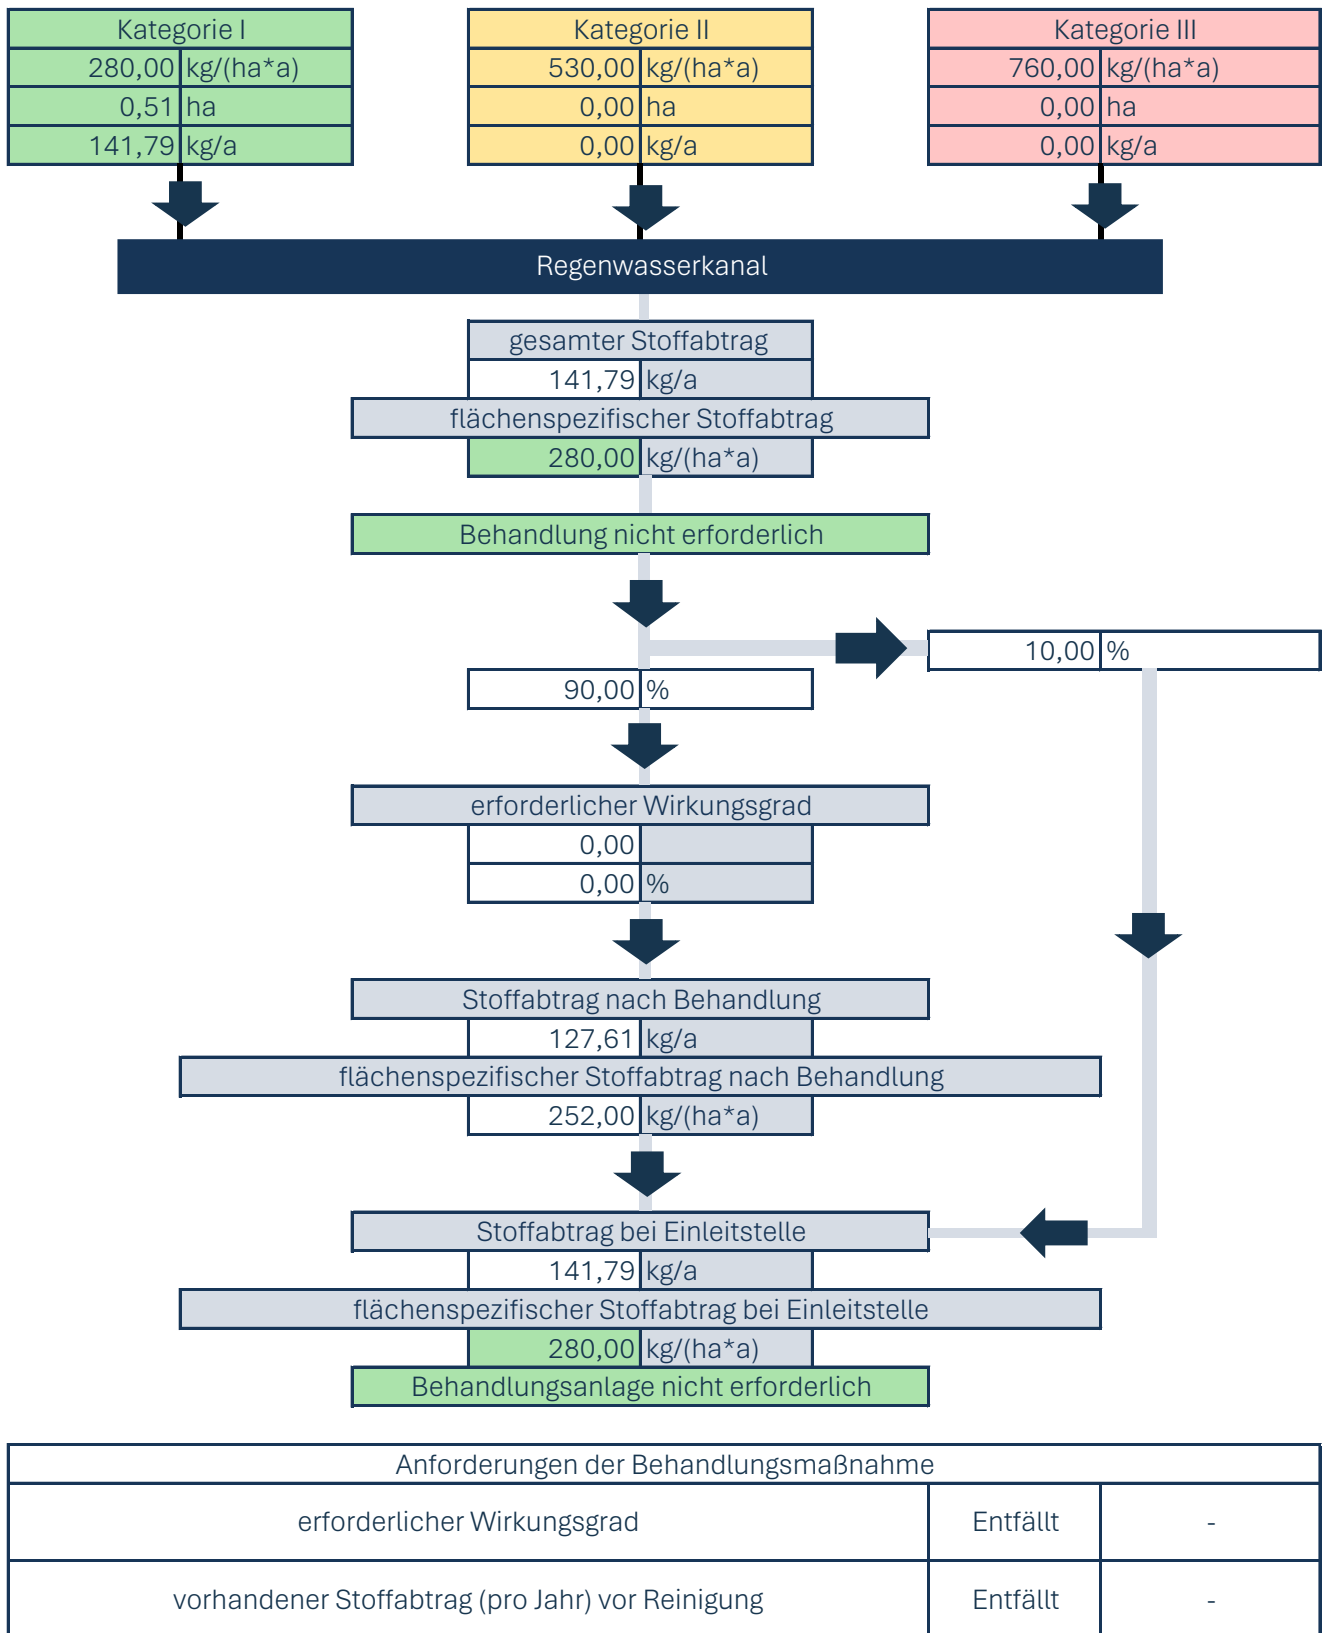 Kategorie I Kategorie II Kategorie III
280,00 kg/(ha*a) 530,00 kg/(ha*a) 760,00 kg/(ha*a)
0,51 ha 0,00 ha 0,00 ha
141,79 kg/a 0,00 kg/a 0,00 kg/a
Regenwasserkanal
gesamter Stoffabtrag
141,79 kg/a
flächenspezifischer Stoffabtrag
280,00 kg/(ha*a)
Behandlung nicht erforderlich
10,00 %
90,00 %
erforderlicher Wirkungsgrad
0,00
0,00 %
Stoffabtrag nach Behandlung
127,61 kg/a
flächenspezifischer Stoffabtrag nach Behandlung
252,00 kg/(ha*a)
Stoffabtrag bei Einleitstelle
141,79 kg/a
flächenspezifischer Stoffabtrag bei Einleitstelle
280,00 kg/(ha*a)
Behandlungsanlage nicht erforderlich
Anforderungen der Behandlungsmaßnahme
erforderlicher Wirkungsgrad Entfällt -
vorhandener Stoffabtrag (pro Jahr) vor Reinigung Entfällt -